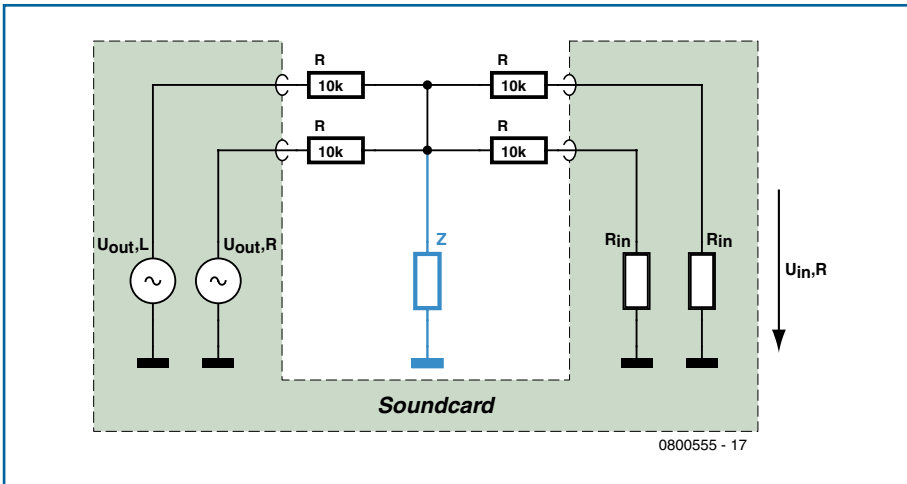 R R
10k 10k
R R
10k 10k
Uout,L Uout,R Z Rin Rin
Uin,R
Soundcard
0800555 - 17